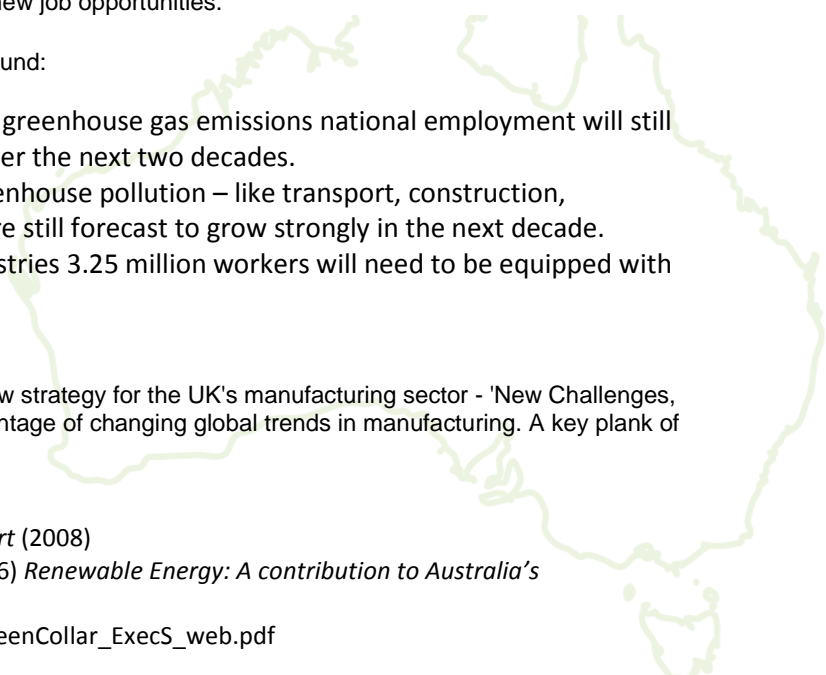 new job opportunities.
und:
greenhouse gas emissions national employment will still
er the next two decades.
enhouse pollution – like transport, construction,
re still forecast to grow strongly in the next decade.
stries 3.25 million workers will need to be equipped with
w strategy for the UK's manufacturing sector - 'New Challenges,
ntage of changing global trends in manufacturing. A key plank of
rt (2008)
6) Renewable Energy: A contribution to Australia's
eenCollar_ExecS_web.pdf